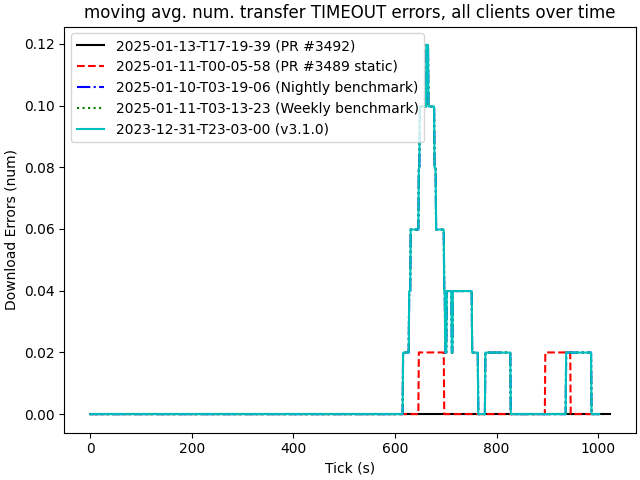 moving avg. num. transfer TIMEOUT errors, all clients over time
2025-01-13-T17-19-39 (PR #3492)
2025-01-11-T00-05-58 (PR #3489 static)
2025-01-10-T03-19-06 (Nightly benchmark)
2025-01-11-T03-13-23 (Weekly benchmark)
2023-12-31-T23-03-00 (v3.1.0)
Download Errors (num)
0.12
0.10
0.08
0.06
0.04
0.02
0.00
0 200 400 600 800 1000
Tick (s)